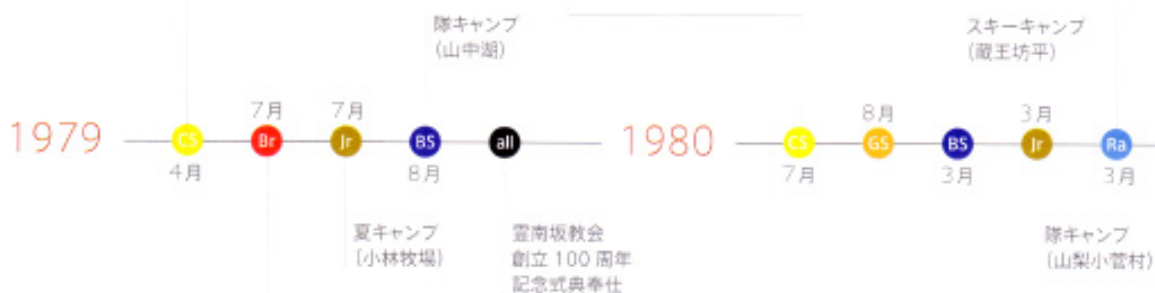 隊キャンプ
(山中湖)
スキーキャンプ
(蔵王坊平)
7月
7月
8月
3月
1979
CS
Br
Jr
BS
all
1980
CS
GS
BS
Jr
Ra
4月
8月
7月
3月
3月
夏キャンプ
(小林牧場)
霊南坂教会
創立 100 周年
記念式典奉仕
隊キャンプ
(山梨小菅村)